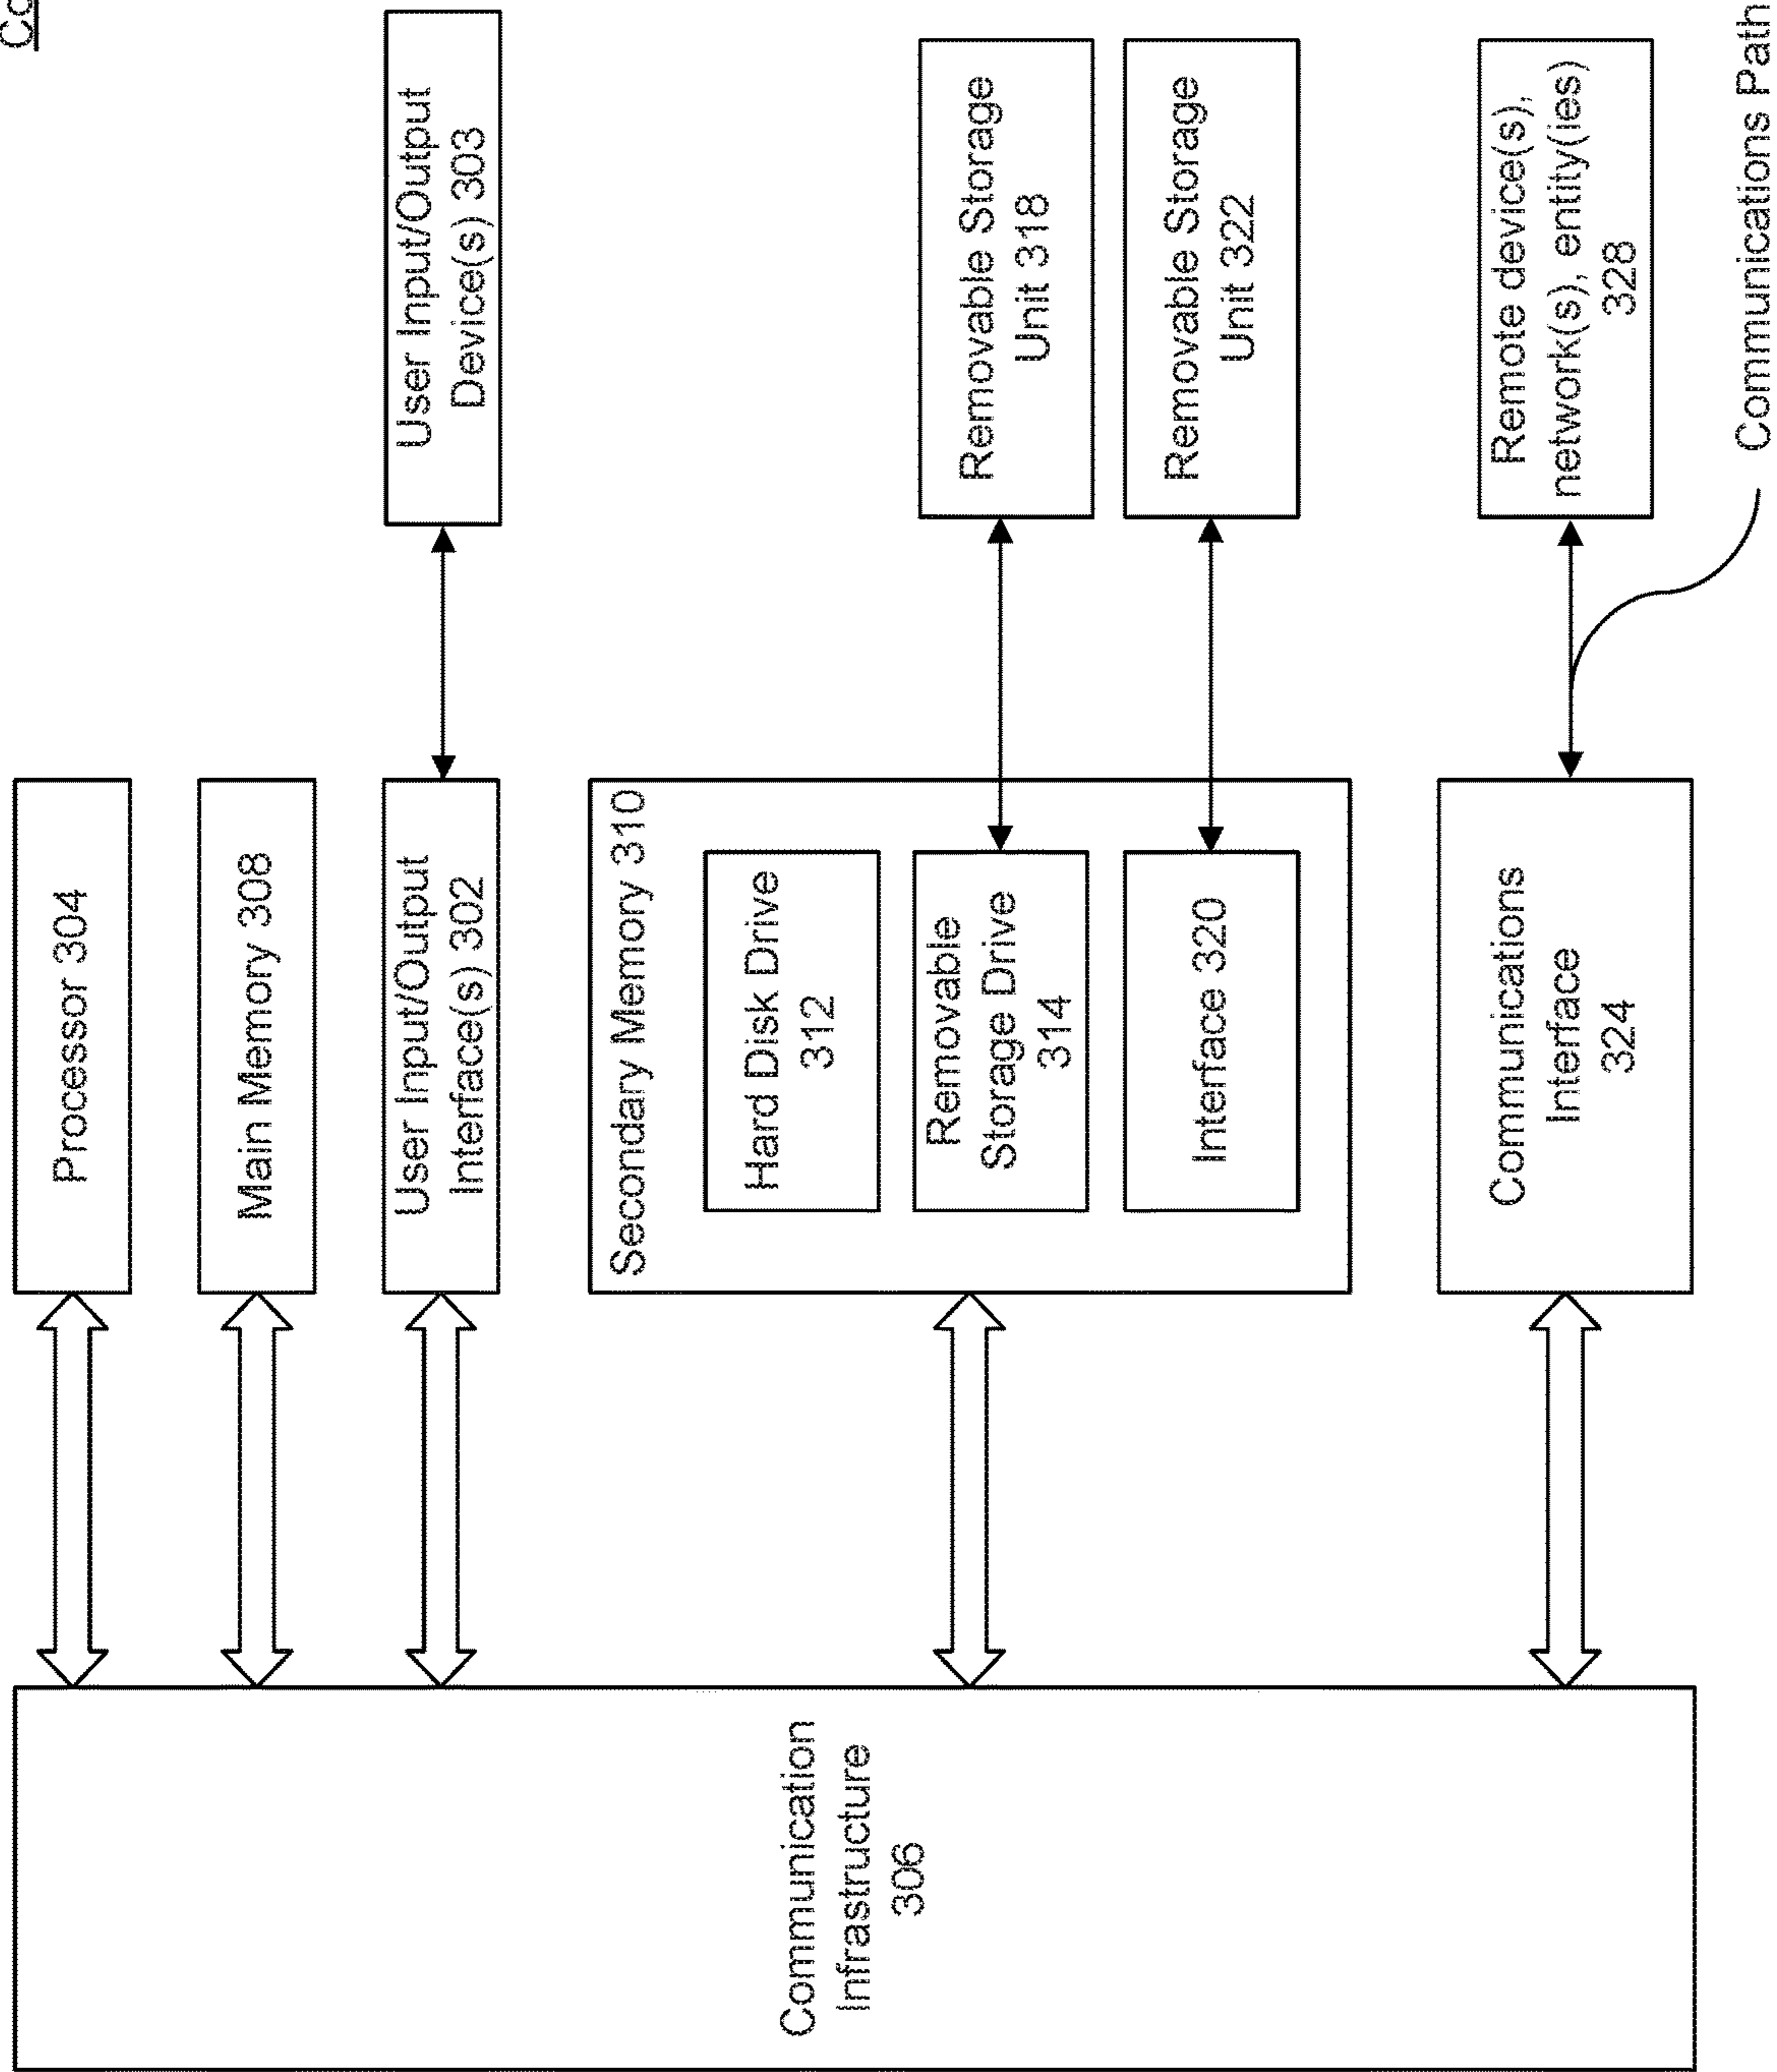 Processor 304
Main Memory 308
User Input/Output
Interface(s) 302
User Input/Output
Device(s) 303
Secondary Memory 310
Hard Disk Drive
312
Removable
Storage Drive
314
Interface 320
Removable Storage
Unit 318
Removable Storage
Unit 322
Communications
Interface
324
Remote device(s),
network(s), entity(ies)
328
Communications Path
Communication
Infrastructure
306